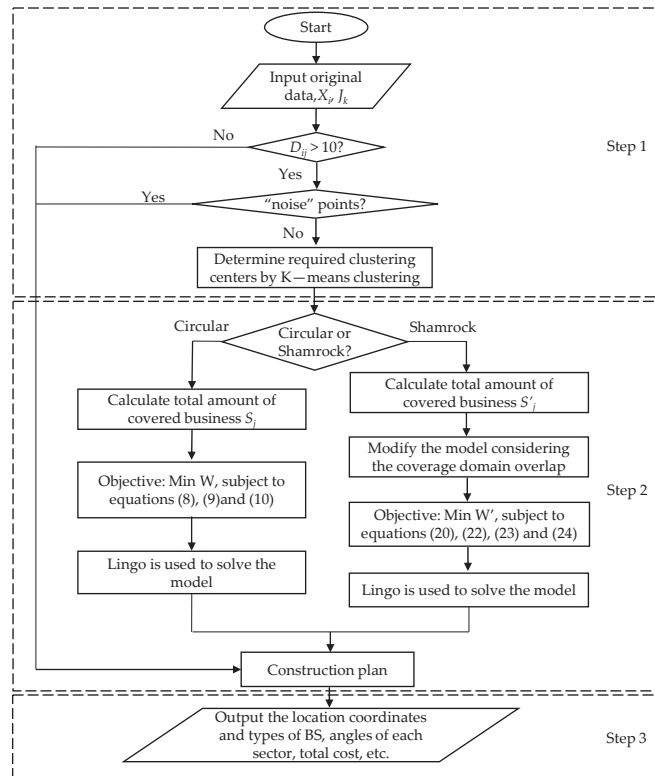 Start
Input original
data,Xi, Jk
No
Dij > 10?
Step 1
Yes
Yes
"noise" points?
No
Determine required clustering
centers by K—means clustering
Circular
Circular or
Shamrock?
Shamrock
Calculate total amount of
covered business Sj
Calculate total amount of
covered business S'j
Modify the model considering
the coverage domain overlap
Objective: Min W, subject to
equations (8), (9)and (10)
Step 2
Objective: Min W', subject to
equations (20), (22), (23) and (24)
Lingo is used to solve the
model
Lingo is used to solve the model
Construction plan
Output the location coordinates
and types of BS, angles of each
sector, total cost, etc.
Step 3